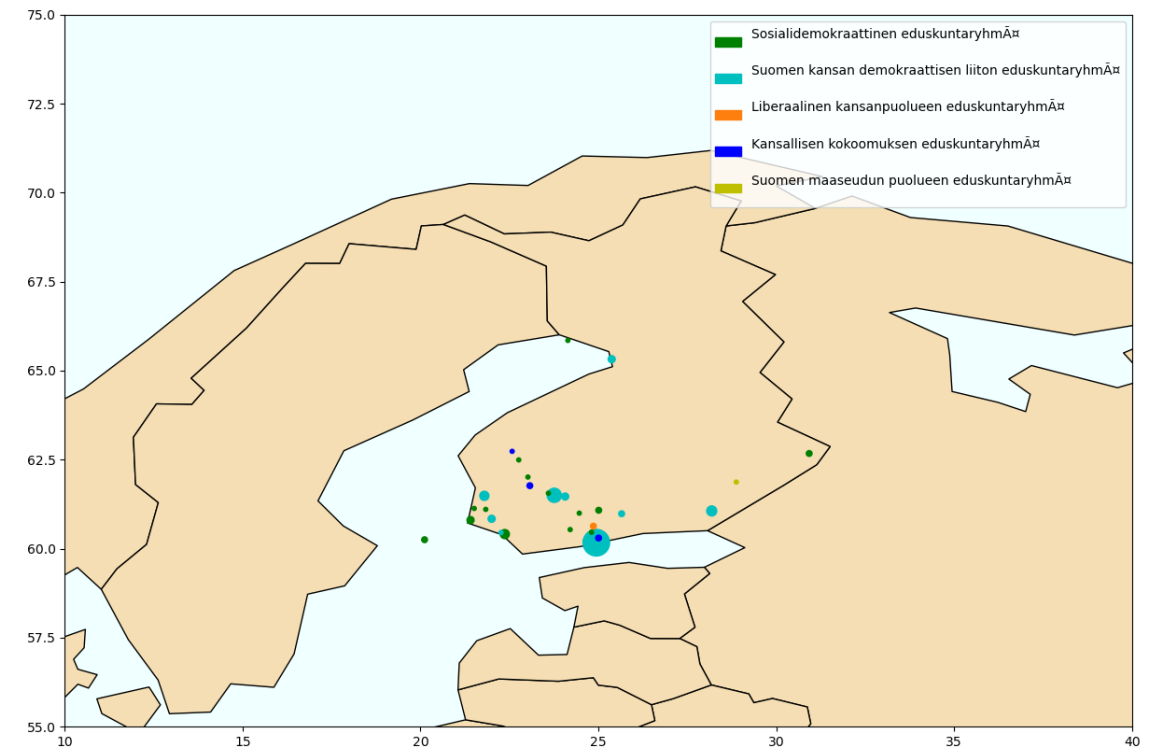 75.0
72.5
70.0
67.5
65.0
62.5
60.0
57.5
55.0
Sosialidemokraattinen eduskuntaryhmÃ¤
Suomen kansan demokraattisen liiton eduskuntaryhmÃ¤
Liberaalinen kansanpuolueen eduskuntaryhmÃ¤
Kansallisen kokoomuksen eduskuntaryhmÃ¤
Suomen maaseudun puolueen eduskuntaryhmÃ¤
10 15 20 25 30 35 40